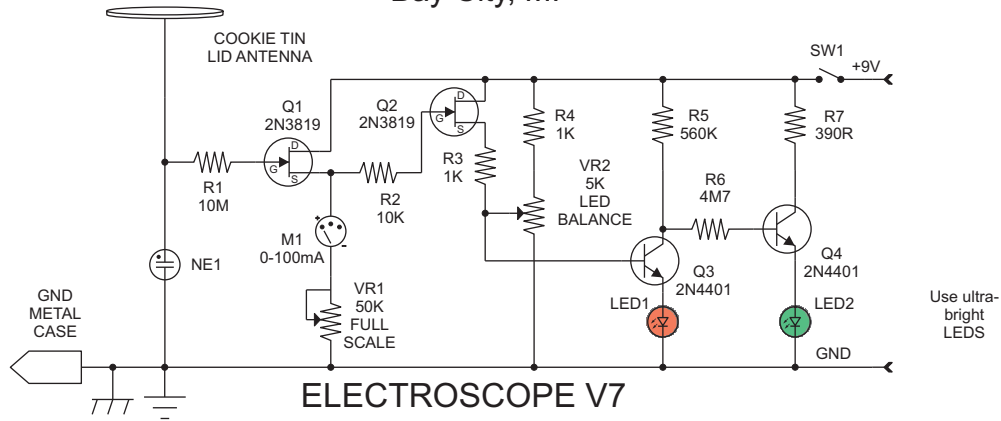 COOKIE TIN
LID ANTENNA
SW1
+9V
Q1
2N3819
Q2
2N3819
D
G
S
D
G
S
R4
1K
R5
560K
R7
390R
R3
1K
VR2
5K
LED
BALANCE
R6
4M7
R1
10M
R2
10K
M1
0-100mA
+
-
NE1
Q3
2N4401
Q4
2N4401
VR1
50K
FULL
SCALE
LED1
LED2
GND
METAL
CASE
Use ultra-
bright
LEDS
GND
ELECTROSCOPE V7